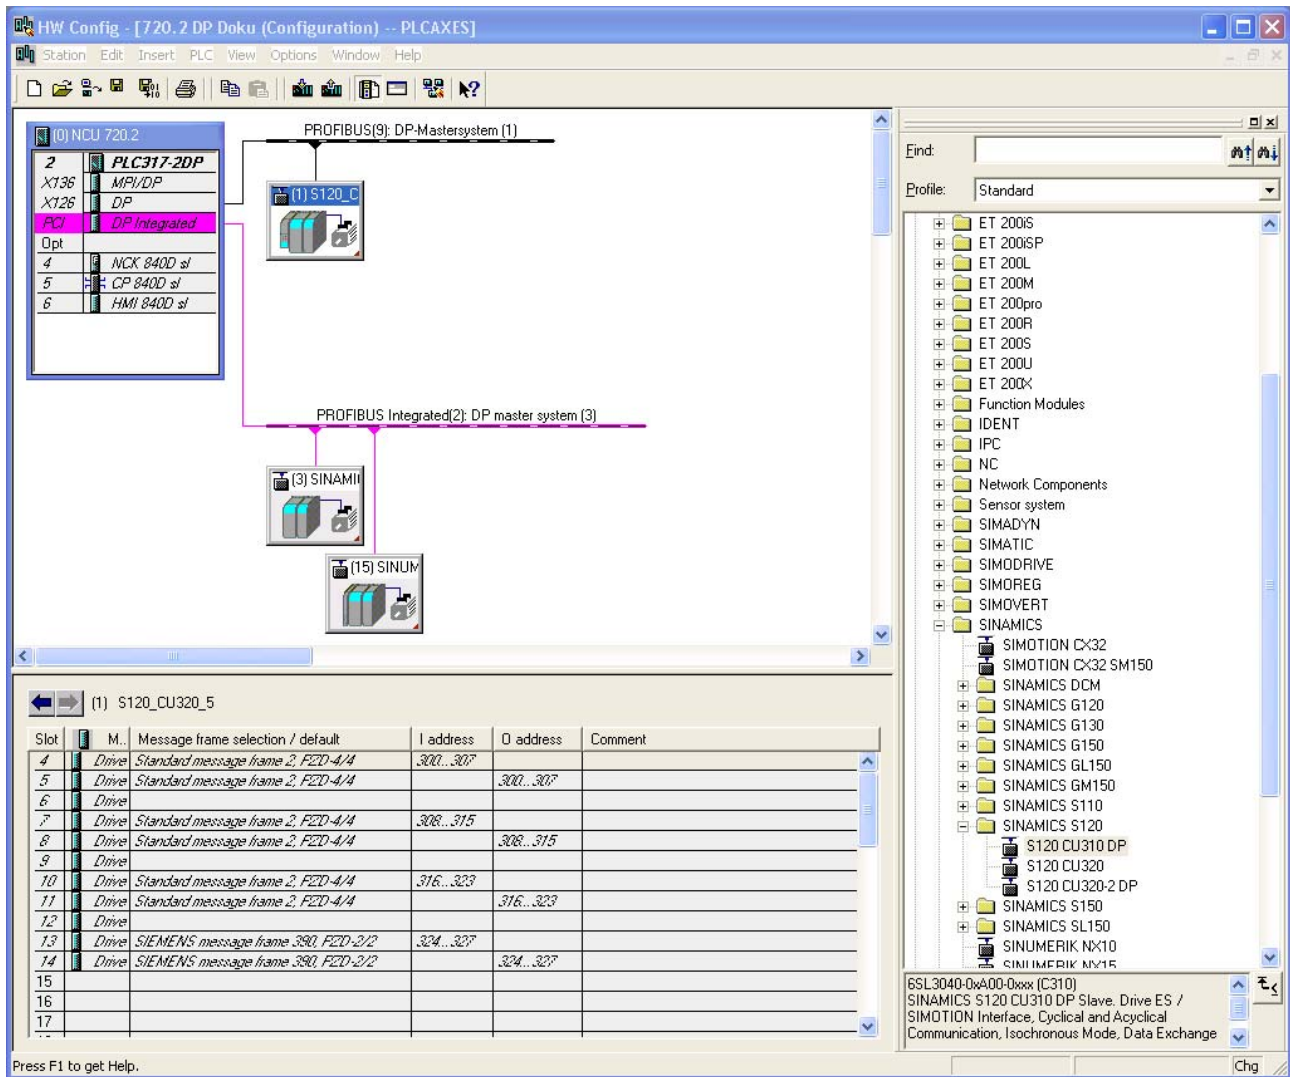 HW Config - [720.2 DP Doku (Configuration) -- PLCAXES]
Station Edit Insert PLC View Options Window Help
(0) NCU 720.2
2 PLC317-2DP
X136 MPI/DP
X126 DP
PCI DP Integrated
Opt
4 NCK 840D sl
5 CP 840D sl
6 HMI 840D sl
PROFIBUS(9): DP-Mastersystem (1)
(1) S120_C
PROFIBUS Integrated(2): DP master system (3)
(3) SINAMI
(15) SINUM
Find:
Profile: Standard
ET 200iS
ET 200iSP
ET 200L
ET 200M
ET 200pro
ET 200R
ET 200S
ET 200U
ET 200X
Function Modules
IDENT
IPC
NC
Network Components
Sensor system
SIMADYN
SIMATIC
SIMODRIVE
SIMOREG
SIMOVERT
SINAMICS
SIMOTION CX32
SIMOTION CX32 SM150
SINAMICS DCM
SINAMICS G120
SINAMICS G130
SINAMICS G150
SINAMICS GL150
SINAMICS GM150
SINAMICS S110
SINAMICS S120
S120 CU310 DP
S120 CU320
S120 CU320-2 DP
SINAMICS S150
SINAMICS SL150
SINUMERIK NX10
SINUMERIK NX15
6SL3040-0xA00-0xxx (C310)
SINAMICS S120 CU310 DP Slave. Drive ES /
SIMOTION Interface, Cyclical and Acyclical
Communication, Isochronous Mode, Data Exchange
(1) S120_CU320_5
Slot M.. Message frame selection / default I address O address Comment
4 Drive Standard message frame 2, PZD-4/4 300...307
5 Drive Standard message frame 2, PZD-4/4 300...307
6 Drive
7 Drive Standard message frame 2, PZD-4/4 308...315
8 Drive Standard message frame 2, PZD-4/4 308...315
9 Drive
10 Drive Standard message frame 2, PZD-4/4 316...323
11 Drive Standard message frame 2, PZD-4/4 316...323
12 Drive
13 Drive SIEMENS message frame 390, PZD-2/2 324...327
14 Drive SIEMENS message frame 390, PZD-2/2 324...327
15
16
17
Press F1 to get Help.
Chg